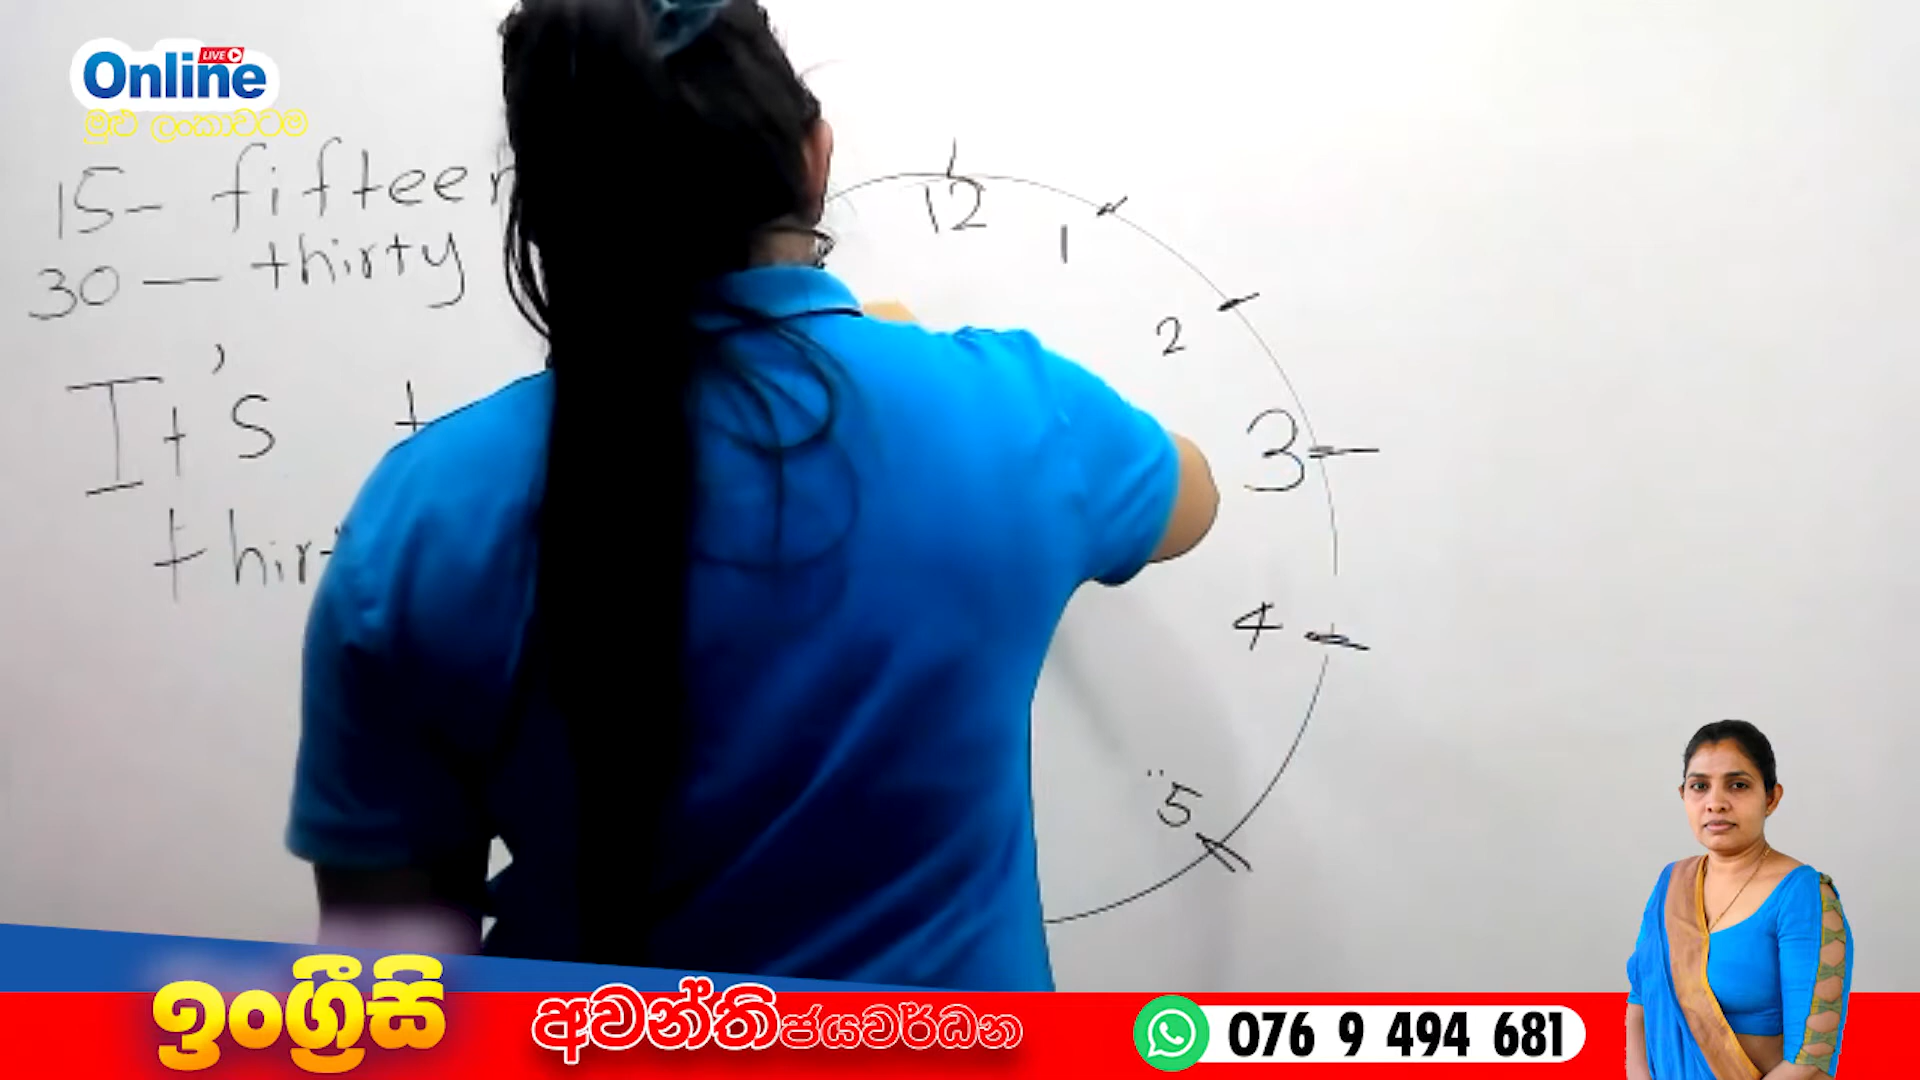 LIVE
Online
මුළු ලංකාවටම
15- fifteen
30 — thirty
It's
12
1
2
3
4
5
ඉංග්‍රීසි
අවන්ති ජයවර්ධන
076 9 494 681